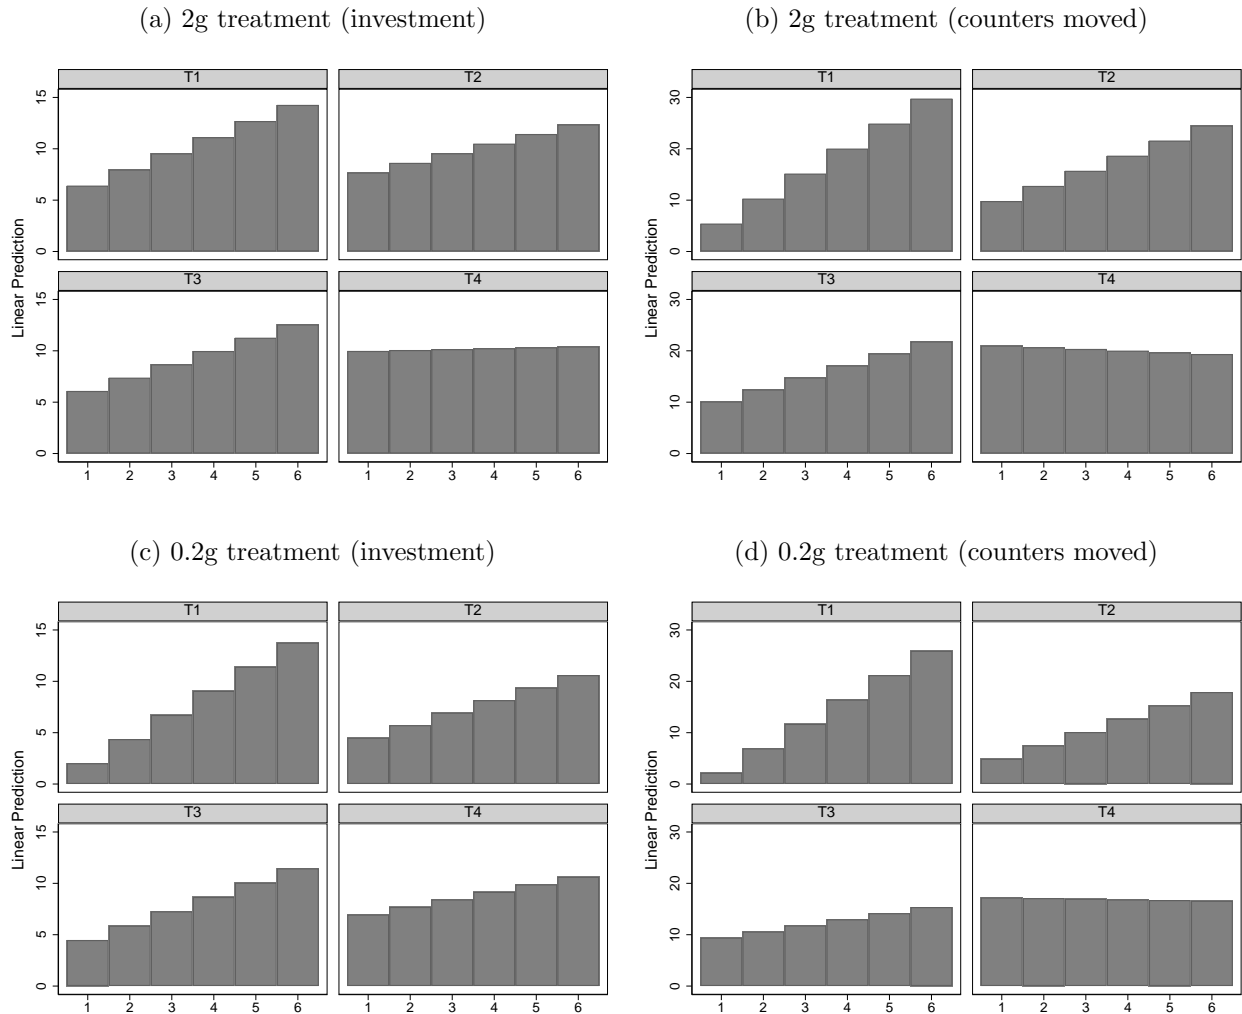 (a) 2g treatment (investment)
T1
T2
15
10
5
0
T3
T4
15
10
5
0
Linear Prediction
1 2 3 4 5 6
1 2 3 4 5 6
(b) 2g treatment (counters moved)
T1
T2
30
20
10
0
T3
T4
30
20
10
0
Linear Prediction
1 2 3 4 5 6
1 2 3 4 5 6
(c) 0.2g treatment (investment)
T1
T2
15
10
5
0
T3
T4
15
10
5
0
Linear Prediction
1 2 3 4 5 6
1 2 3 4 5 6
(d) 0.2g treatment (counters moved)
T1
T2
30
20
10
0
T3
T4
30
20
10
0
Linear Prediction
1 2 3 4 5 6
1 2 3 4 5 6